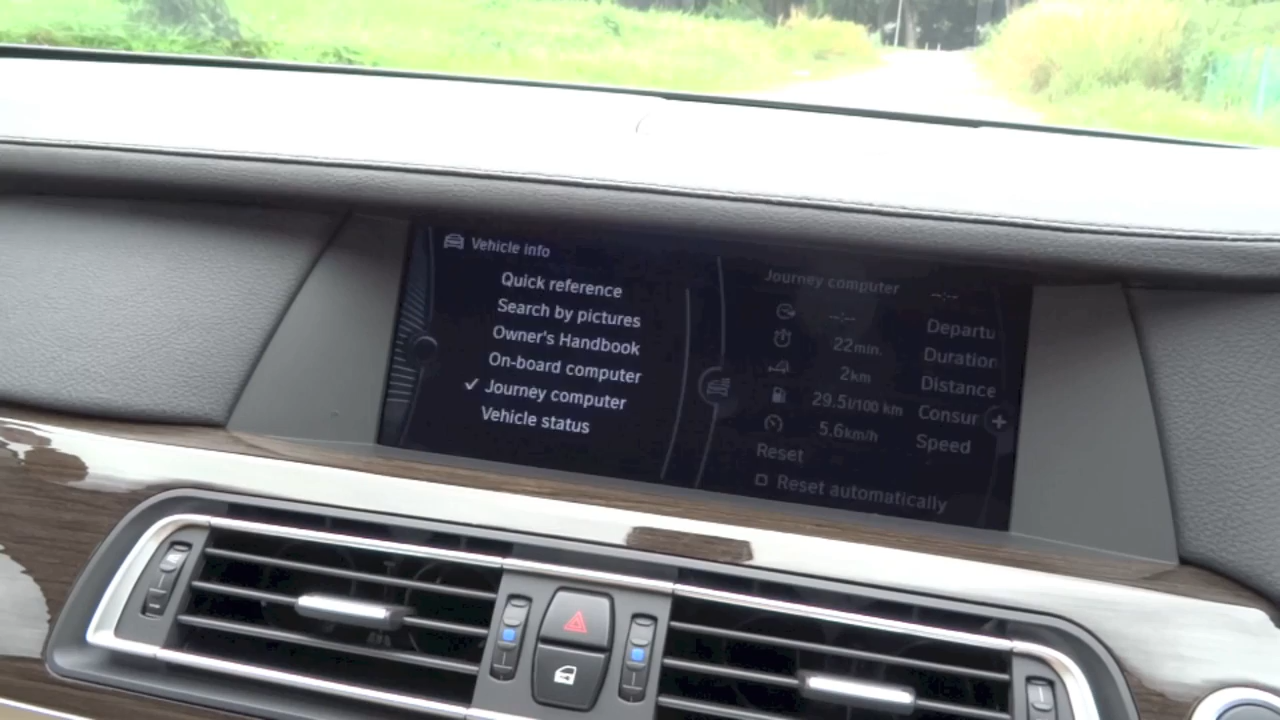 Vehicle info
Quick reference
Search by pictures
Owner's Handbook
On-board computer
Journey computer
Vehicle status
Journey computer
--:--
--:-- Departu
22min. Duration
2km Distance
29.5l/100 km Consur
5.6km/h Speed
Reset
Reset automatically